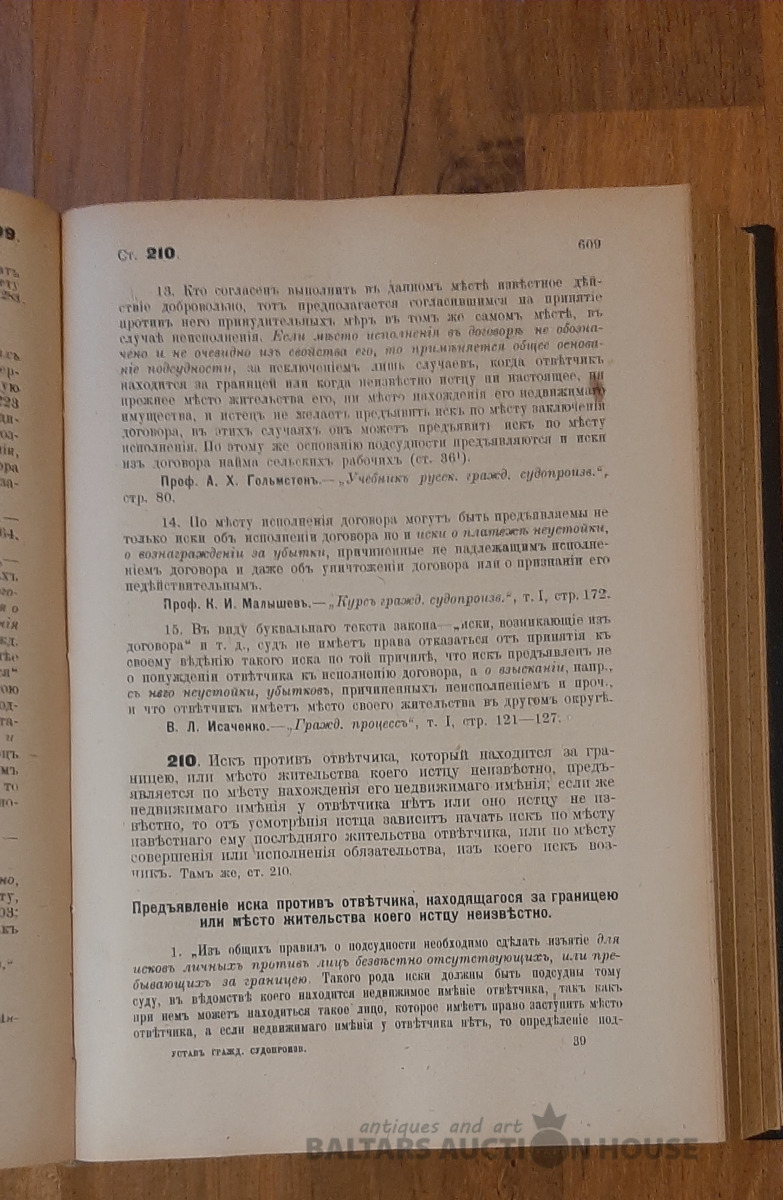 Ст. 210.
609
13. Кто согласенъ выполнить въ данномъ мѣстѣ извѣстное дѣй-
ствіе добровольно, тотъ предполагается согласившимся на принятіе
противъ него принудительныхъ мѣръ въ томъ же самомъ мѣстѣ, въ
случаѣ неисполненія. Если мѣсто исполненія въ договорѣ не обозна-
чено и не очевидно изъ свойства его, то примѣняется общее основа-
ніе подсудности, за исключеніемъ лишь случаевъ, когда отвѣтчикъ
находится за границей или когда неизвѣстно истцу ни настоящее, ни
прежнее мѣсто жительства его, ни мѣсто нахожденія его недвижимаго
имущества, и истецъ не желаетъ предъявить искъ по мѣсту заключенія
договора, въ этихъ случаяхъ онъ можетъ предъявить искъ по мѣсту
исполненія. По этому же основанію подсудности предъявляются и иски
изъ договора найма сельскихъ рабочихъ (ст. 36¹).
Проф. А. Х. Гольмстенъ.—„Учебникъ русск. гражд. судопроизв.“,
стр. 80.
14. По мѣсту исполненія договора могутъ быть предъявляемы не
только иски объ исполненіи договора но и иски о платежѣ неустойки,
о вознагражденіи за убытки, причиненные не надлежащимъ исполне-
ніемъ договора и даже объ уничтоженіи договора или о признаніи его
недѣйствительнымъ.
Проф. К. И. Малышевъ.—„Курсъ гражд. судопроизв.“, т. I, стр. 172.
15. Въ виду буквальнаго текста закона—„иски, возникающіе изъ
договора“ и т. д., судъ не имѣетъ права отказаться отъ принятія къ
своему вѣдѣнію такого иска по той причинѣ, что искъ предъявленъ не
о понужденіи отвѣтчика къ исполненію договора, а о взысканіи, напр.,
съ него неустойки, убытковъ, причиненныхъ неисполненіемъ и проч.,
и что отвѣтчикъ имѣетъ мѣсто своего жительства въ другомъ округѣ.
В. Л. Исаченко.—„Гражд. процессъ“, т. I, стр. 121—127.
210. Искъ противъ отвѣтчика, который находится за гра-
ницею, или мѣсто жительства коего истцу неизвѣстно, предъ-
является по мѣсту нахожденія его недвижимаго имѣнія; если же
недвижимаго имѣнія у отвѣтчика нѣтъ или оно истцу не из-
вѣстно, то отъ усмотрѣнія истца зависитъ начать искъ по мѣсту
извѣстнаго ему послѣдняго жительства отвѣтчика, или по мѣсту
совершенія или исполненія обязательства, изъ коего искъ воз-
никъ. Тамъ же, ст. 210.
Предъявленіе иска противъ отвѣтчика, находящагося за границею
или мѣсто жительства коего истцу неизвѣстно.
1. „Изъ общихъ правилъ о подсудности необходимо сдѣлать изъятіе для
исковъ личныхъ противъ лицъ безвѣстно отсутствующихъ, или пре-
бывающихъ за границею. Такого рода иски должны быть подсудны тому
суду, въ вѣдомствѣ коего находится недвижимое имѣніе отвѣтчика, такъ какъ
при немъ можетъ находиться такое лицо, которое имѣетъ право заступить мѣсто
отвѣтчика, а если недвижимаго имѣнія у отвѣтчика нѣтъ, то опредѣленіе под-
УСТАВЪ ГРАЖД. СУДОПРОИЗВ.
39
antiques and art
BALTARS AUCTION HOUSE